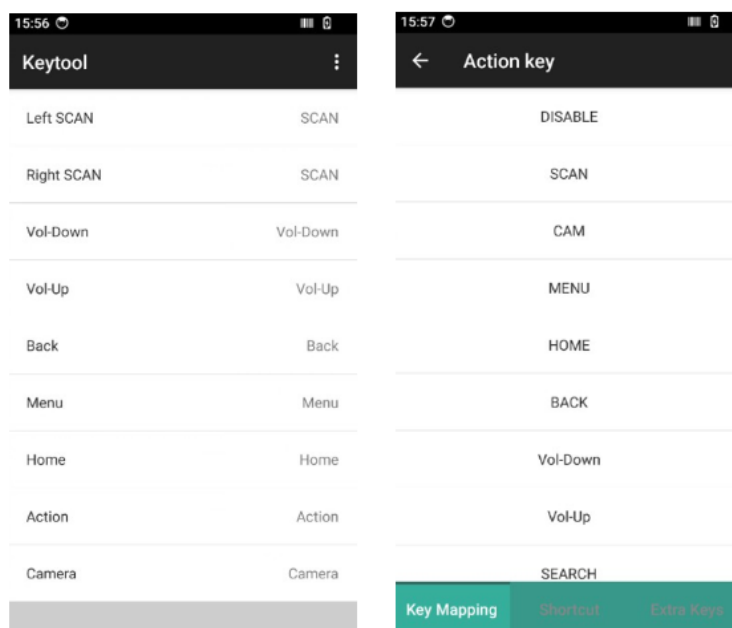 15:56
Keytool
Left SCAN SCAN
Right SCAN SCAN
Vol-Down Vol-Down
Vol-Up Vol-Up
Back Back
Menu Menu
Home Home
Action Action
Camera Camera
15:57
Action key
DISABLE
SCAN
CAM
MENU
HOME
BACK
Vol-Down
Vol-Up
SEARCH
Key Mapping Shortcut Extra Keys